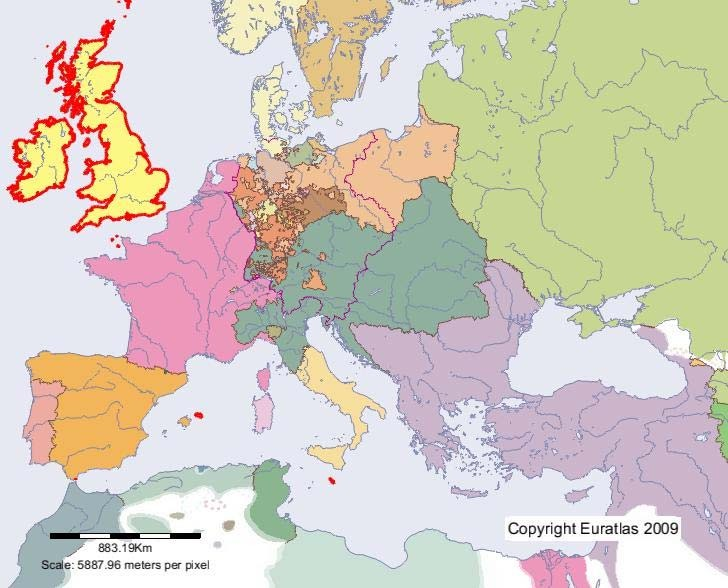 Copyright Euratlas 2009
883.19Km
Scale: 5887.96 meters per pixel